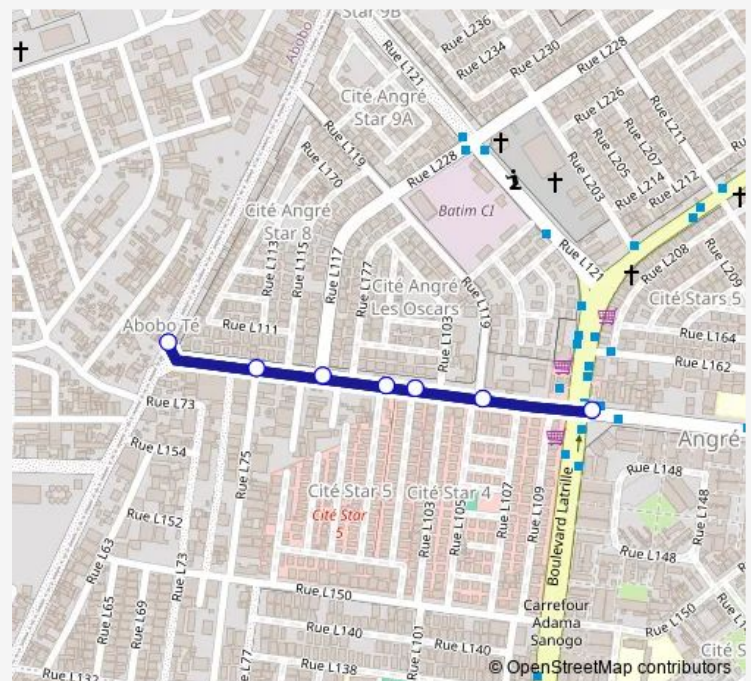 Star 9B
Rue L236
Rue L234
Rue L230
Rue L228
Abobo
Rue L121
Cité Angré
Star 9A
Rue L226
Rue L211
Rue L119
Rue L207
Rue L205
Rue L170
Rue L228
Rue L203
Rue L214
Rue L212
Batim CI
Cité Angré
Star 8
Rue L113
Rue L115
Rue L117
Rue L177
Rue L121
Rue L208
Rue L209
Cité Angré
Les Oscars
Rue L119
Cité Stars 5
Abobo Té
Rue L111
Rue L103
Rue L164
Rue L162
Rue L73
Angré
Rue L154
Rue L75
Rue L148
Cité Star 5
Cité Star 4
Cité Star
5
Rue L103
Rue L105
Rue L107
Rue L109
Boulevard Latrille
Rue L148
Rue L152
Rue L63
Rue L73
Rue L148
Rue L150
Rue L65
Rue L69
Carrefour
Adama
Sanogo
Rue L150
Rue L140
Rue L101
Rue L140
Rue L77
Rue L138
Rue L132
Cité S
© OpenStreetMap contributors